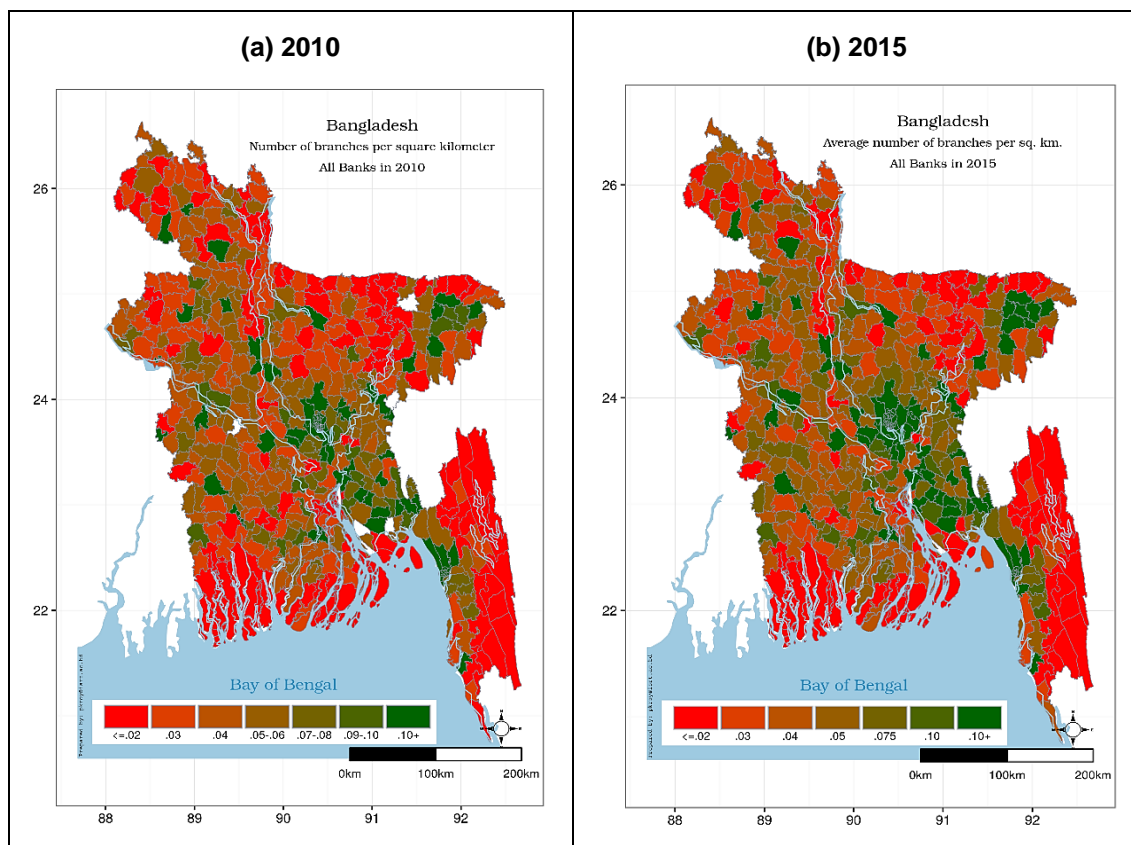 (a) 2010
Bangladesh
Number of branches per square kilometer
All Banks in 2010
26
24
22
Bay of Bengal
<=.02 .03 .04 .05-.06 .07-.08 .09-.10 .10+
0km 100km 200km
88 89 90 91 92
(b) 2015
Bangladesh
Average number of branches per sq. km.
All Banks in 2015
26
24
22
Bay of Bengal
<=.02 .03 .04 .05 .075 .10 .10+
0km 100km 200km
88 89 90 91 92